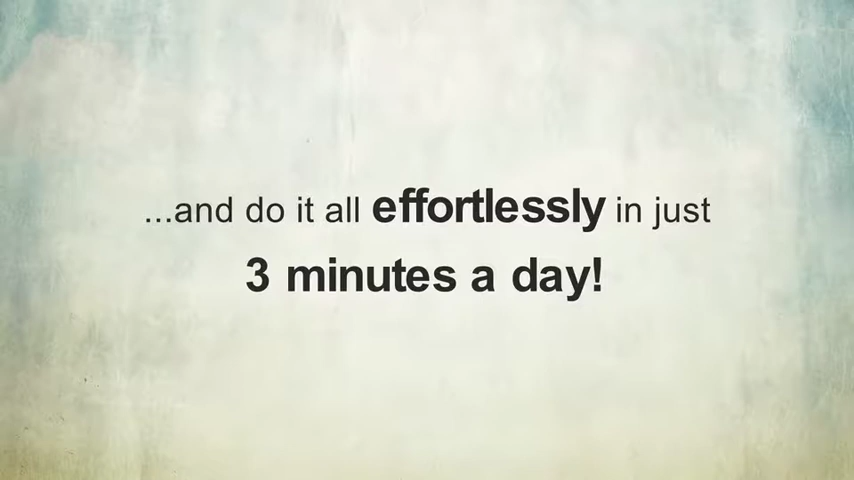 ...and do it all effortlessly in just
3 minutes a day!